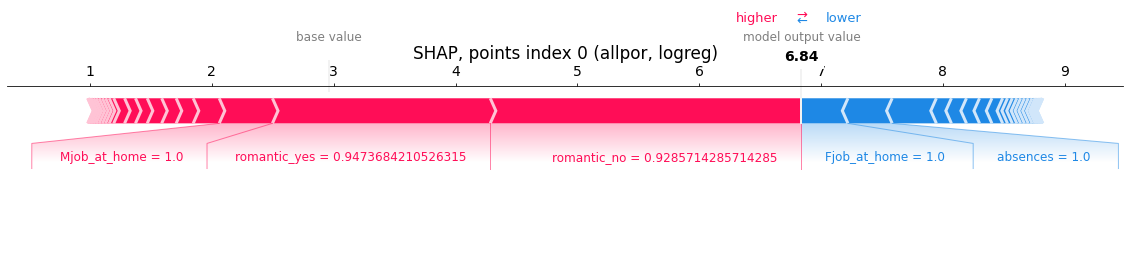 higher ⇄ lower
base value model output value
SHAP, points index 0 (allpor, logreg)
6.84
1 2 3 4 5 6 7 8 9
Mjob_at_home = 1.0 romantic_yes = 0.9473684210526315 romantic_no = 0.9285714285714285 Fjob_at_home = 1.0 absences = 1.0